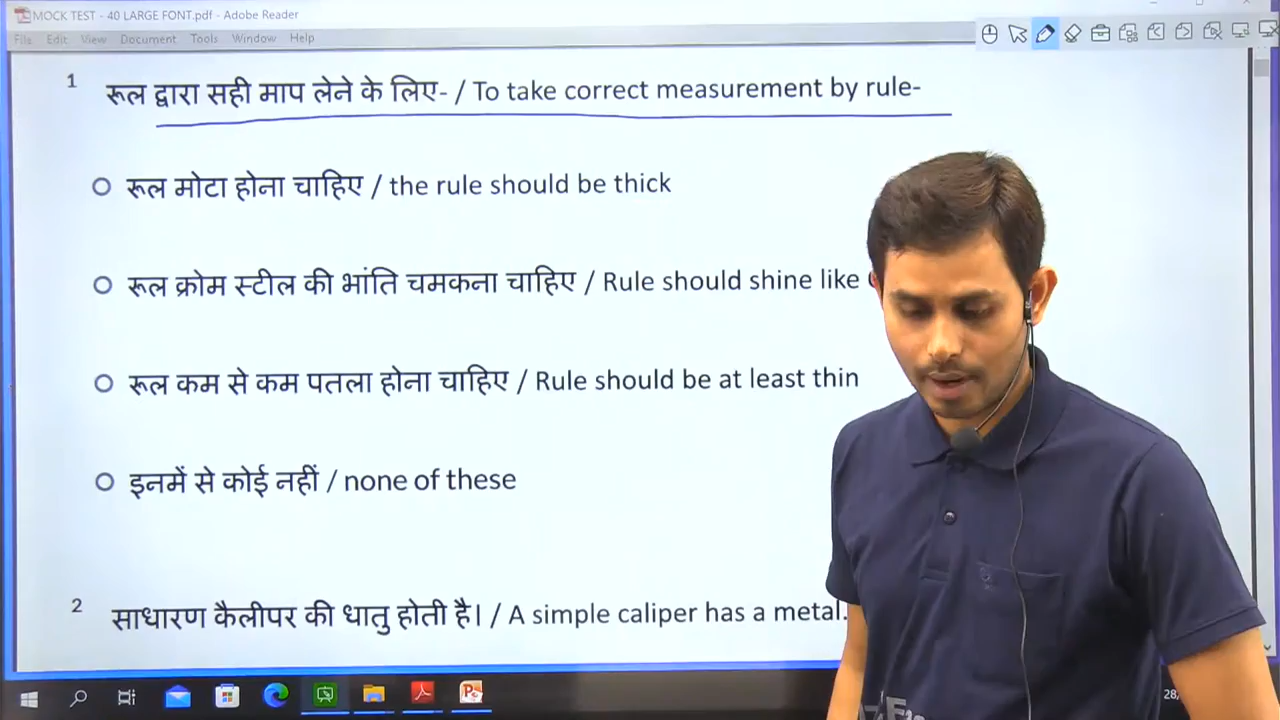 MOCK TEST - 40 LARGE FONT.pdf - Adobe Reader
File Edit View Document Tools Window Help
1 रूल द्वारा सही माप लेने के लिए- / To take correct measurement by rule-
रूल मोटा होना चाहिए / the rule should be thick
रूल क्रोम स्टील की भांति चमकना चाहिए / Rule should shine like
रूल कम से कम पतला होना चाहिए / Rule should be at least thin
इनमें से कोई नहीं / none of these
2 साधारण कैलीपर की धातु होती है। / A simple caliper has a metal.
28